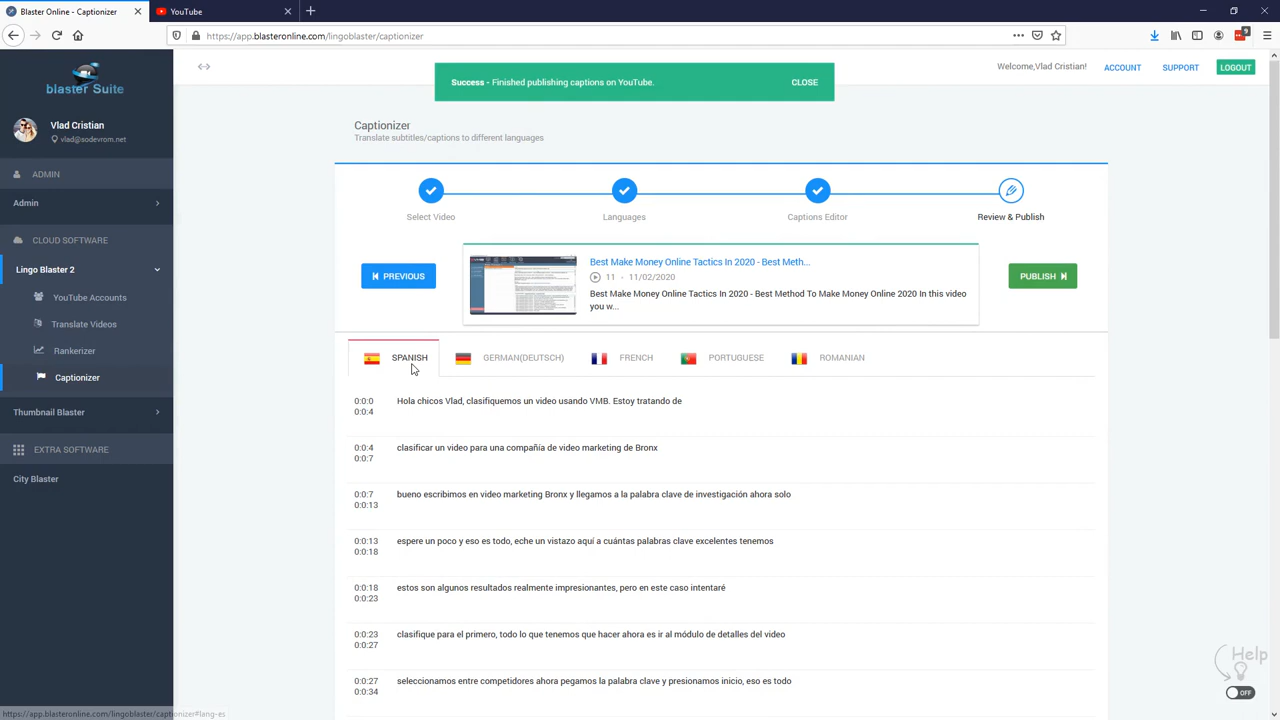 Blaster Online - Captionizer
YouTube
https://app.blasteronline.com/lingoblaster/captionizer
9
blaster Suite
Welcome,Vlad Cristian!
ACCOUNT
SUPPORT
LOGOUT
Success - Finished publishing captions on YouTube.
CLOSE
Vlad Cristian
vlad@aodevrom.net
ADMIN
Admin
CLOUD SOFTWARE
Lingo Blaster 2
YouTube Accounts
Translate Videos
Rankerizer
Captionizer
Thumbnail Blaster
EXTRA SOFTWARE
City Blaster
Captionizer
Translate subtitles/captions to different languages
Select Video
Languages
Captions Editor
Review & Publish
PREVIOUS
Best Make Money Online Tactics In 2020 - Best Meth...
11 - 11/02/2020
Best Make Money Online Tactics In 2020 - Best Method To Make Money Online 2020 In this video
you w...
PUBLISH
SPANISH
GERMAN(DEUTSCH)
FRENCH
PORTUGUESE
ROMANIAN
0:0:0
0:0:4
Hola chicos Vlad, clasifiquemos un video usando VMB. Estoy tratando de
0:0:4
0:0:7
clasificar un video para una compañía de video marketing de Bronx
0:0:7
0:0:13
bueno escribimos en video marketing Bronx y llegamos a la palabra clave de investigación ahora solo
0:0:13
0:0:18
espere un poco y eso es todo, eche un vistazo aquí a cuántas palabras clave excelentes tenemos
0:0:18
0:0:23
estos son algunos resultados realmente impresionantes, pero en este caso intentaré
0:0:23
0:0:27
clasifique para el primero, todo lo que tenemos que hacer ahora es ir al módulo de detalles del video
0:0:27
0:0:34
seleccionamos entre competidores ahora pegamos la palabra clave y presionamos inicio, eso es todo
Help
OFF
https://app.blasteronline.com/lingoblaster/captionizer#lang-es